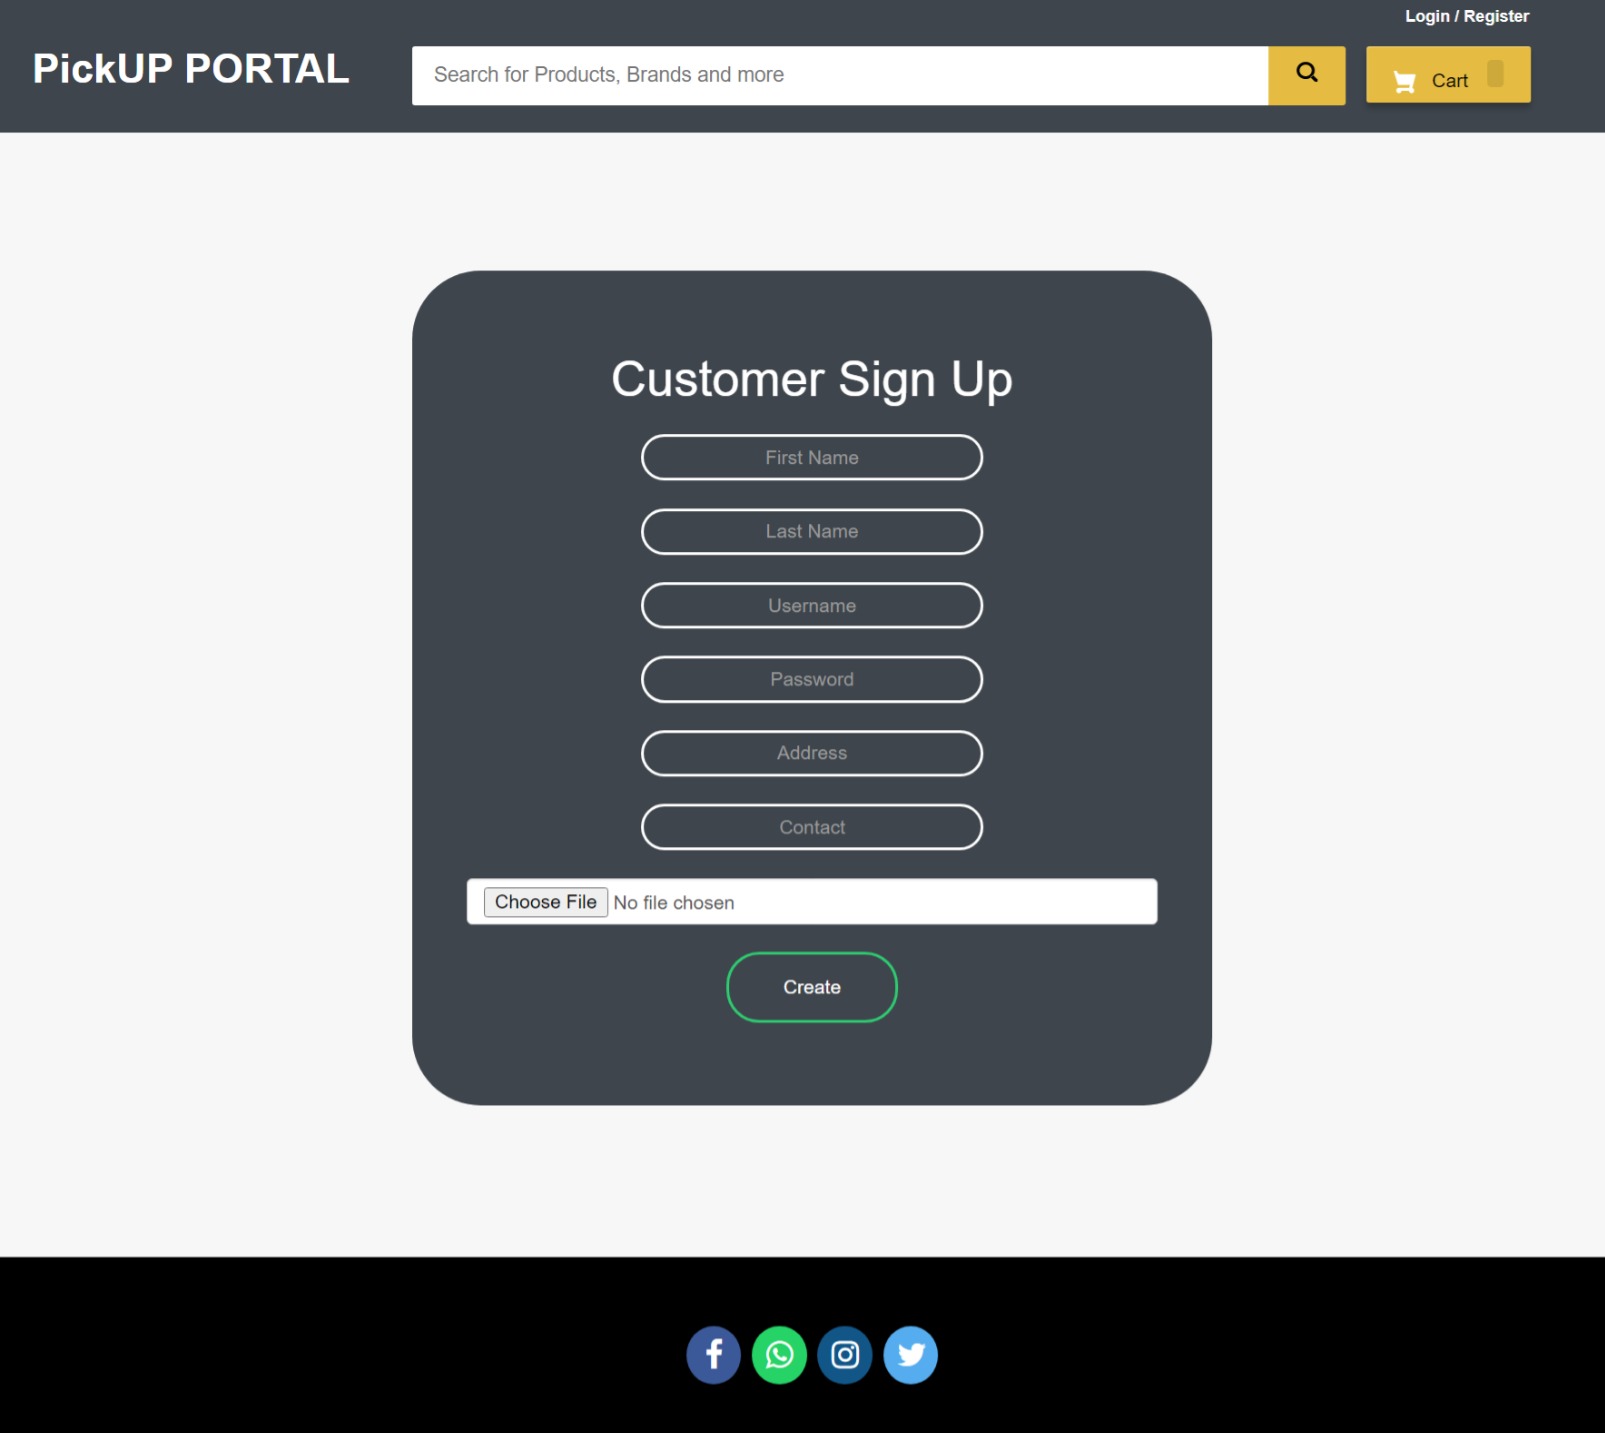 Login / Register
PickUP PORTAL
Search for Products, Brands and more
Cart
Customer Sign Up
First Name
Last Name
Username
Password
Address
Contact
Choose File No file chosen
Create